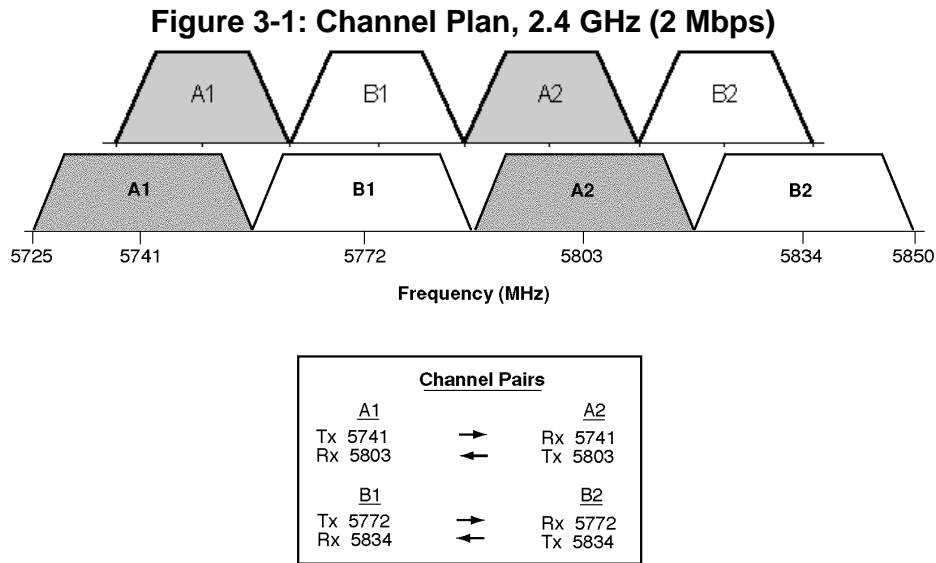 Figure 3-1: Channel Plan, 2.4 GHz (2 Mbps)
A1 B1 A2 B2
A1 B1 A2 B2
5725 5741 5772 5803 5834 5850
Frequency (MHz)
Channel Pairs
A1 A2
Tx 5741 → Rx 5741
Rx 5803 ← Tx 5803
B1 B2
Tx 5772 → Rx 5772
Rx 5834 ← Tx 5834